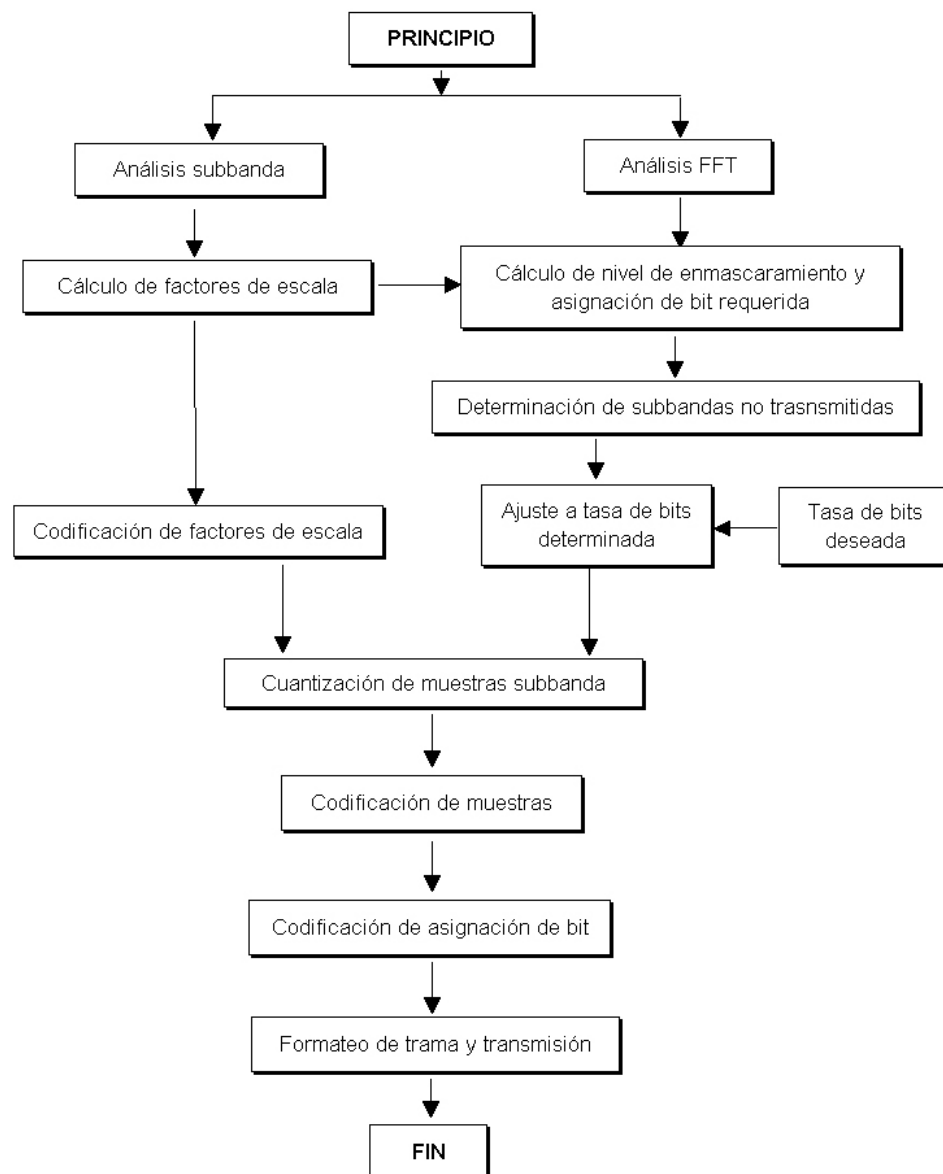 PRINCIPIO
Análisis subbanda
Análisis FFT
Cálculo de factores de escala
Cálculo de nivel de enmascaramiento y
asignación de bit requerida
Determinación de subbandas no trasnsmitidas
Codificación de factores de escala
Ajuste a tasa de bits
determinada
Tasa de bits
deseada
Cuantización de muestras subbanda
Codificación de muestras
Codificación de asignación de bit
Formateo de trama y transmisión
FIN